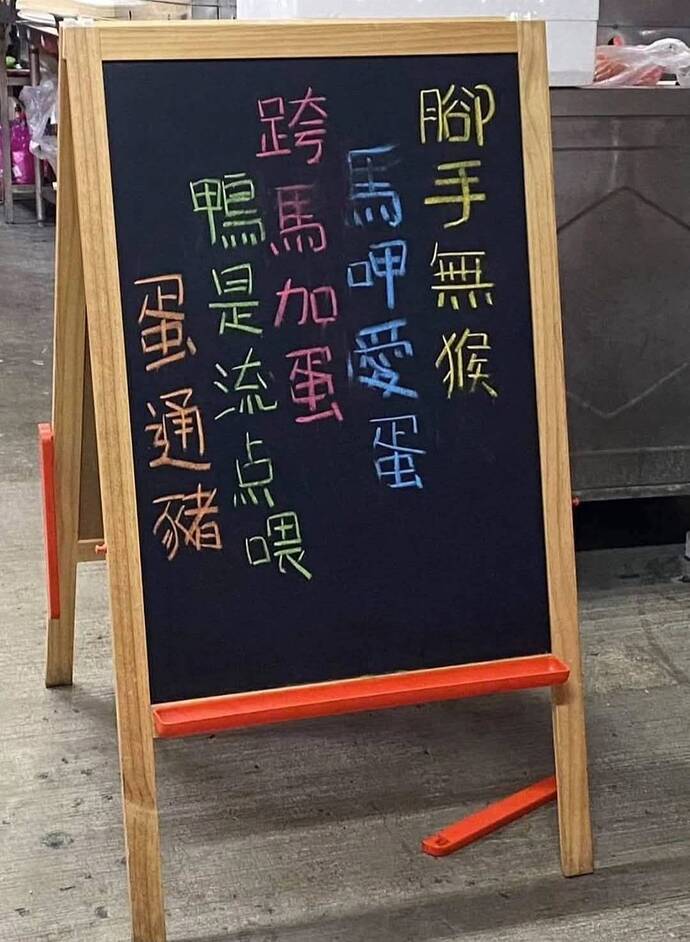 腳手無猴
馬呷愛蛋
跨馬加蛋
鴨是流点喂
蛋通豬